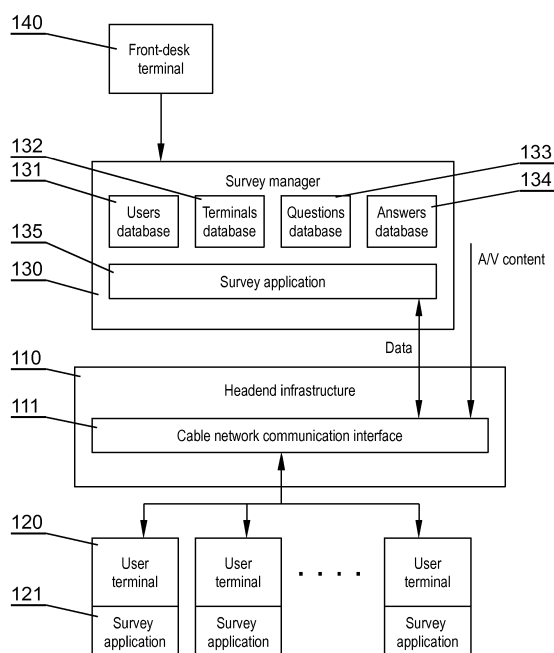 140
Front-desk
terminal
132
133
131
134
Survey manager
Users
database
Terminals
database
Questions
database
Answers
database
135
Survey application
130
A/V content
Data
110
Headend infrastructure
111
Cable network communication interface
120
User
terminal
User
terminal
. . . .
User
terminal
121
Survey
application
Survey
application
Survey
application